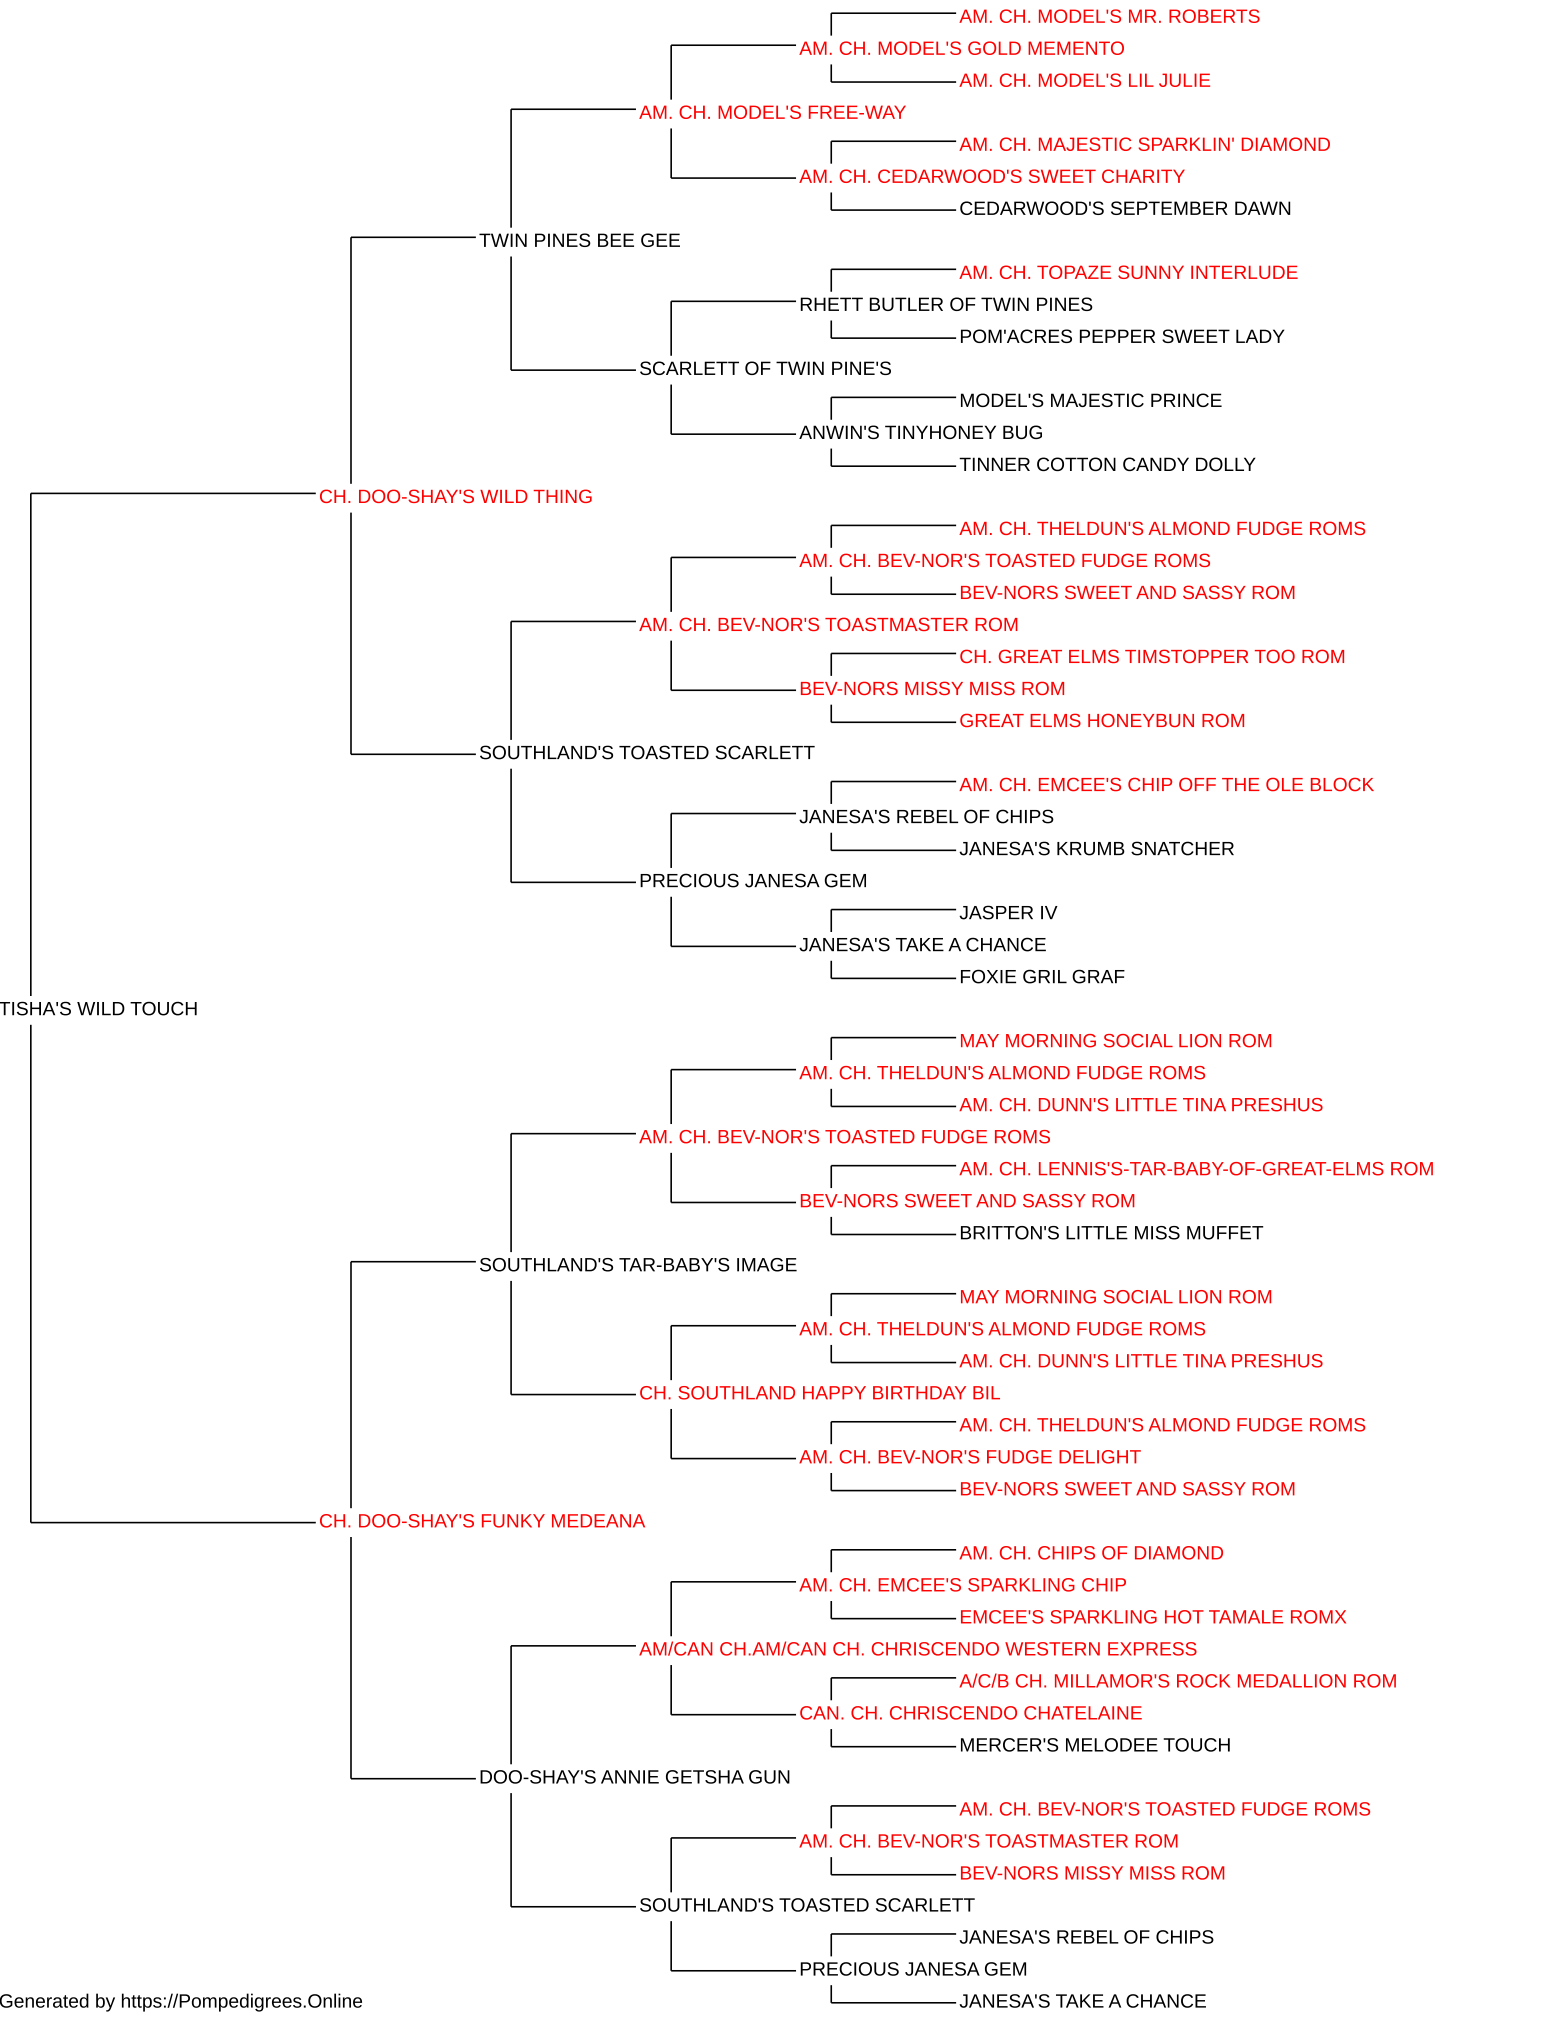 AM. CH. MODEL'S MR. ROBERTS
AM. CH. MODEL'S GOLD MEMENTO
AM. CH. MODEL'S LIL JULIE
AM. CH. MODEL'S FREE-WAY
AM. CH. MAJESTIC SPARKLIN' DIAMOND
AM. CH. CEDARWOOD'S SWEET CHARITY
CEDARWOOD'S SEPTEMBER DAWN
TWIN PINES BEE GEE
AM. CH. TOPAZE SUNNY INTERLUDE
RHETT BUTLER OF TWIN PINES
POM'ACRES PEPPER SWEET LADY
SCARLETT OF TWIN PINE'S
MODEL'S MAJESTIC PRINCE
ANWIN'S TINYHONEY BUG
TINNER COTTON CANDY DOLLY
CH. DOO-SHAY'S WILD THING
AM. CH. THELDUN'S ALMOND FUDGE ROMS
AM. CH. BEV-NOR'S TOASTED FUDGE ROMS
BEV-NORS SWEET AND SASSY ROM
AM. CH. BEV-NOR'S TOASTMASTER ROM
CH. GREAT ELMS TIMSTOPPER TOO ROM
BEV-NORS MISSY MISS ROM
GREAT ELMS HONEYBUN ROM
SOUTHLAND'S TOASTED SCARLETT
AM. CH. EMCEE'S CHIP OFF THE OLE BLOCK
JANESA'S REBEL OF CHIPS
JANESA'S KRUMB SNATCHER
PRECIOUS JANESA GEM
JASPER IV
JANESA'S TAKE A CHANCE
FOXIE GRIL GRAF
TISHA'S WILD TOUCH
MAY MORNING SOCIAL LION ROM
AM. CH. THELDUN'S ALMOND FUDGE ROMS
AM. CH. DUNN'S LITTLE TINA PRESHUS
AM. CH. BEV-NOR'S TOASTED FUDGE ROMS
AM. CH. LENNIS'S-TAR-BABY-OF-GREAT-ELMS ROM
BEV-NORS SWEET AND SASSY ROM
BRITTON'S LITTLE MISS MUFFET
SOUTHLAND'S TAR-BABY'S IMAGE
MAY MORNING SOCIAL LION ROM
AM. CH. THELDUN'S ALMOND FUDGE ROMS
AM. CH. DUNN'S LITTLE TINA PRESHUS
CH. SOUTHLAND HAPPY BIRTHDAY BIL
AM. CH. THELDUN'S ALMOND FUDGE ROMS
AM. CH. BEV-NOR'S FUDGE DELIGHT
BEV-NORS SWEET AND SASSY ROM
CH. DOO-SHAY'S FUNKY MEDEANA
AM. CH. CHIPS OF DIAMOND
AM. CH. EMCEE'S SPARKLING CHIP
EMCEE'S SPARKLING HOT TAMALE ROMX
AM/CAN CH.AM/CAN CH. CHRISCENDO WESTERN EXPRESS
A/C/B CH. MILLAMOR'S ROCK MEDALLION ROM
CAN. CH. CHRISCENDO CHATELAINE
MERCER'S MELODEE TOUCH
DOO-SHAY'S ANNIE GETSHA GUN
AM. CH. BEV-NOR'S TOASTED FUDGE ROMS
AM. CH. BEV-NOR'S TOASTMASTER ROM
BEV-NORS MISSY MISS ROM
SOUTHLAND'S TOASTED SCARLETT
JANESA'S REBEL OF CHIPS
PRECIOUS JANESA GEM
JANESA'S TAKE A CHANCE
Generated by https://Pompedigrees.Online